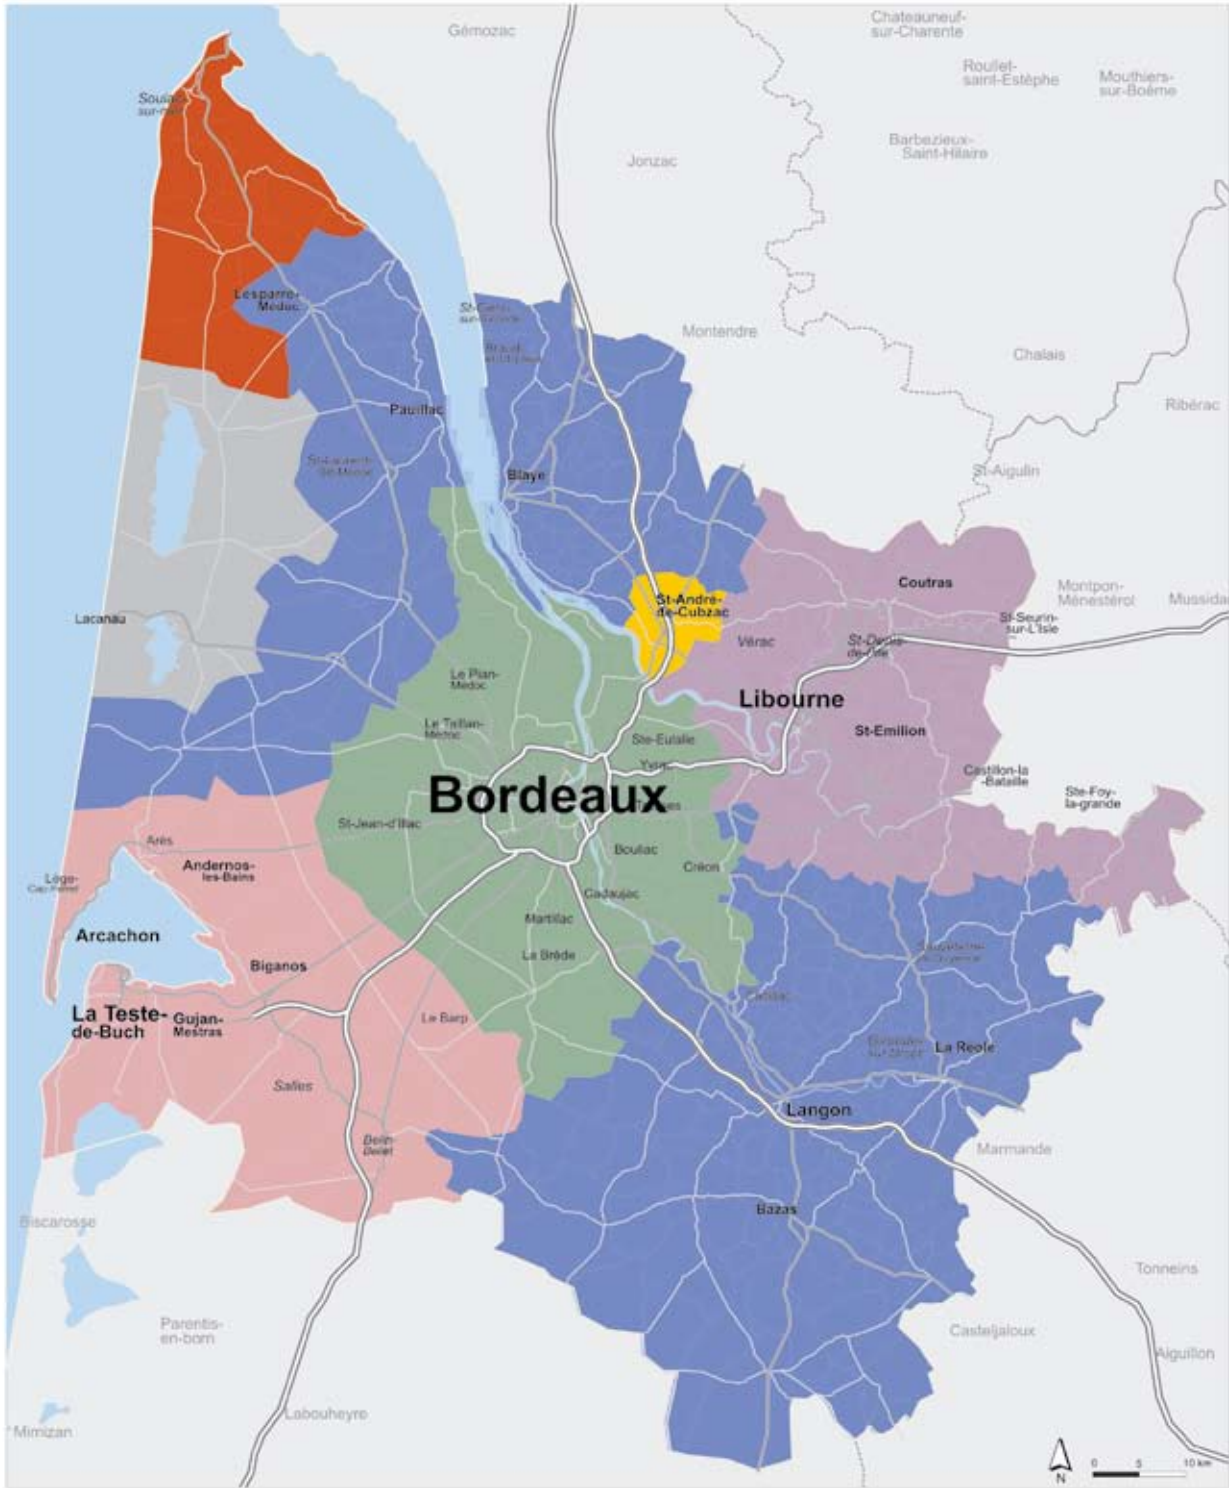 Gémozac
Chateauneuf-
sur-Charente
Roullet-
saint-Estèphe
Mouthiers-
sur-Boême
Barbezieux-
Saint-Hilaire
Jonzac
Soulac
Lesparre-
Médoc
Montendre
Chalais
Ribérac
Pauillac
Blaye
St-Aigulin
St-André-
de-Cubzac
Coutras
Montpon-
Ménestérol
Mussida
St-Seurin-
sur-L'Isle
Lacanau
Vérac
St-Denis-
de-Pile
Le Pian-
Médoc
Libourne
Le Taillan-
Médoc
St-Emilion
Ste-Eulalie
Yvrac
Castillon-la
-Bataille
Ste-Foy-
la-grande
Bordeaux
St-Jean-d'Illac
Arès
Bouliac
Créon
Andernos-
les-Bains
Lège-
Cap-Ferret
Cadaujac
Martillac
Arcachon
La Brède
Biganos
La Teste-
de-Buch
Gujan-
Mestras
Le Barp
La Reole
Salles
Langon
Belin-
Beliet
Marmande
Biscarosse
Bazas
Tonneins
Parentis-
en-born
Casteljaloux
Aiguillon
Labouheyre
Mimizan
N
0 5 10 km